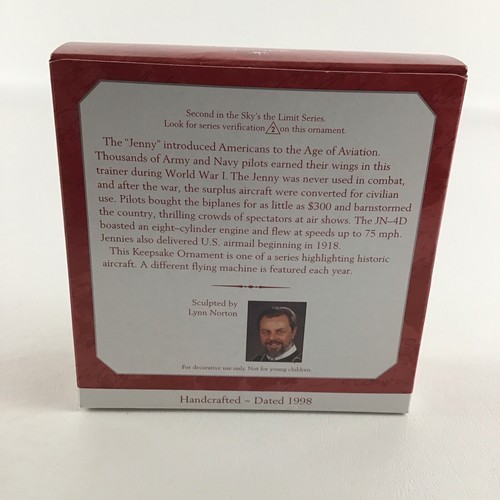 Second in the Sky's the Limit Series.
Look for series verification 2 on this ornament.
The "Jenny" introduced Americans to the Age of Aviation.
Thousands of Army and Navy pilots earned their wings in this
trainer during World War I. The Jenny was never used in combat,
and after the war, the surplus aircraft were converted for civilian
use. Pilots bought the biplanes for as little as $300 and barnstormed
the country, thrilling crowds of spectators at air shows. The JN–4D
boasted an eight–cylinder engine and flew at speeds up to 75 mph.
Jennies also delivered U.S. airmail beginning in 1918.
This Keepsake Ornament is one of a series highlighting historic
aircraft. A different flying machine is featured each year.
Sculpted by
Lynn Norton
For decorative use only. Not for young children.
Handcrafted ~ Dated 1998